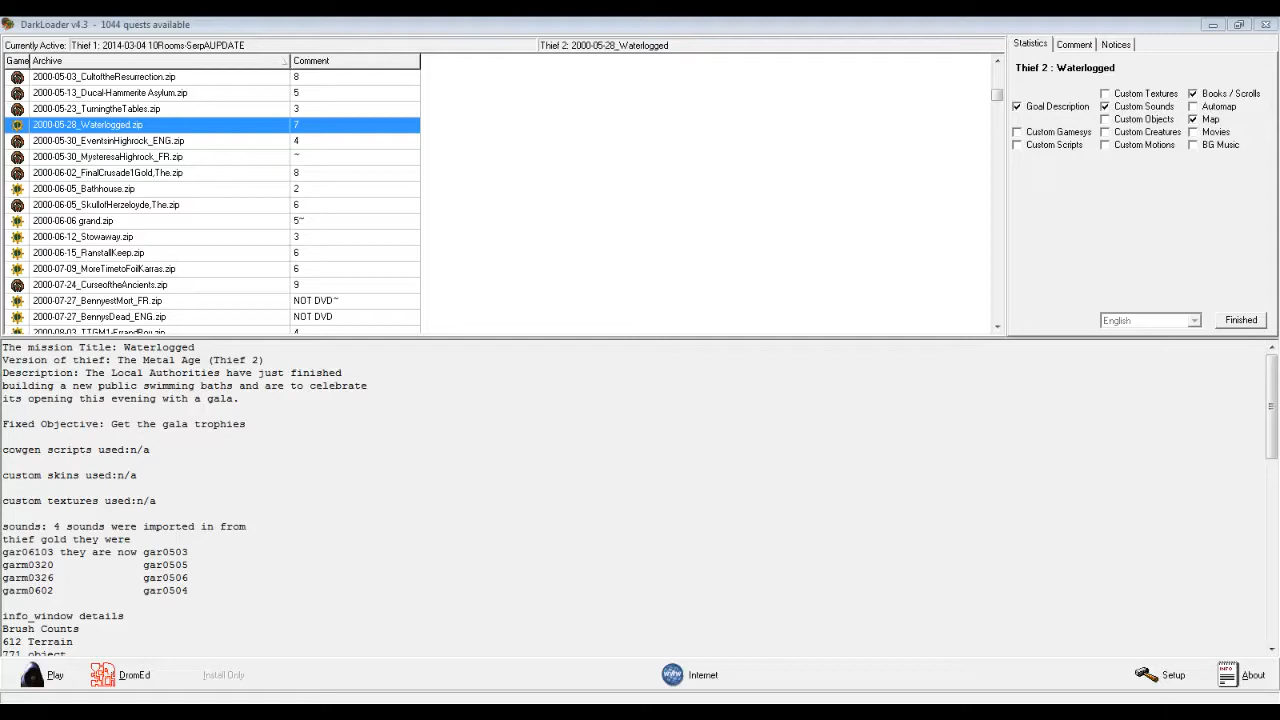 DarkLoader v4.3 - 1044 quests available
Currently Active: Thief 1: 2014-03-04 10Rooms-SerpAUPDATE Thief 2: 2000-05-28_Waterlogged
Game Archive Comment
2000-05-03_CultoftheResurrection.zip 8
2000-05-13_Ducal-Hammerite Asylum.zip 5
2000-05-23_TurningtheTables.zip 3
2000-05-28_Waterlogged.zip 7
2000-05-30_EventsinHighrock_ENG.zip 4
2000-05-30_MysteresaHighrock_FR.zip ~
2000-06-02_FinalCrusade1Gold,The.zip 8
2000-06-05_Bathhouse.zip 2
2000-06-05_SkullofHerzeloyde,The.zip 6
2000-06-06 grand.zip 5~
2000-06-12_Stowaway.zip 3
2000-06-15_RanstallKeep.zip 6
2000-07-09_MoreTimetoFoilKarras.zip 6
2000-07-24_CurseoftheAncients.zip 9
2000-07-27_BennyestMort_FR.zip NOT DVD~
2000-07-27_BennysDead_ENG.zip NOT DVD
2000-08-03_TTGM1-ErrandBoy.zip 4
Statistics Comment Notices
Thief 2 : Waterlogged
Custom Textures Books / Scrolls
Goal Description Custom Sounds Automap
Custom Objects Map
Custom Gamesys Custom Creatures Movies
Custom Scripts Custom Motions BG Music
English Finished
The mission Title: Waterlogged
Version of thief: The Metal Age (Thief 2)
Description: The Local Authorities have just finished
building a new public swimming baths and are to celebrate
its opening this evening with a gala.
Fixed Objective: Get the gala trophies
cowgen scripts used:n/a
custom skins used:n/a
custom textures used:n/a
sounds: 4 sounds were imported in from
thief gold they were
gar06103 they are now gar0503
garm0320 gar0505
garm0326 gar0506
garm0602 gar0504
info_window details
Brush Counts
612 Terrain
771 object
Play DromEd Install Only Internet Setup About